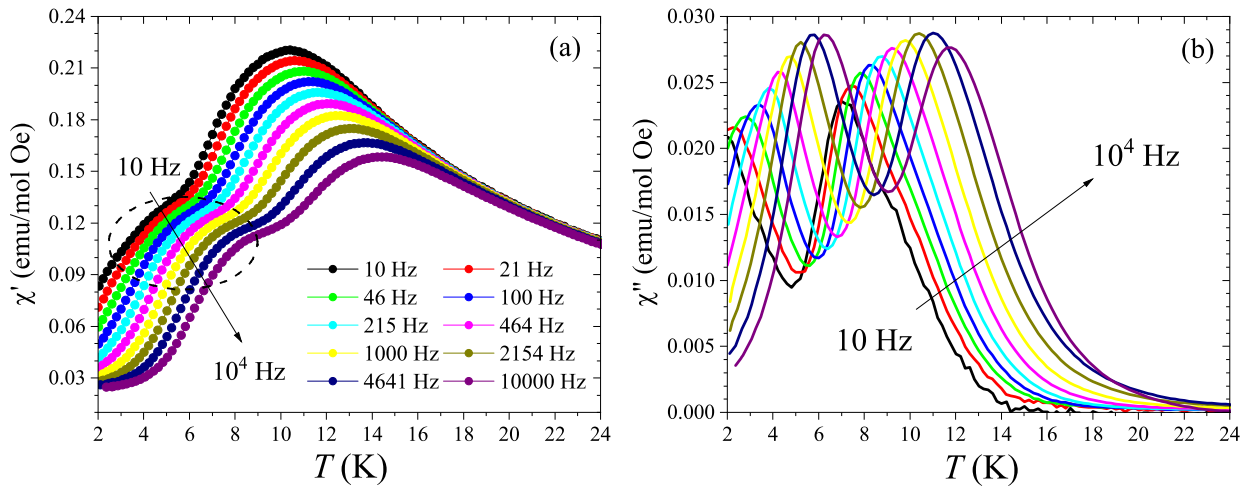 (a)
0.21
0.18
0.15
0.12
0.09
0.06
0.03
χ' (emu/mol Oe)
10 Hz
10⁴ Hz
10 Hz 21 Hz
46 Hz 100 Hz
215 Hz 464 Hz
1000 Hz 2154 Hz
4641 Hz 10000 Hz
2 4 6 8 10 12 14 16 18 20 22 24
T (K)
(b)
0.030
0.025
0.020
0.015
0.010
0.005
0.000
χ" (emu/mol Oe)
10⁴ Hz
10 Hz
2 4 6 8 10 12 14 16 18 20 22 24
T (K)